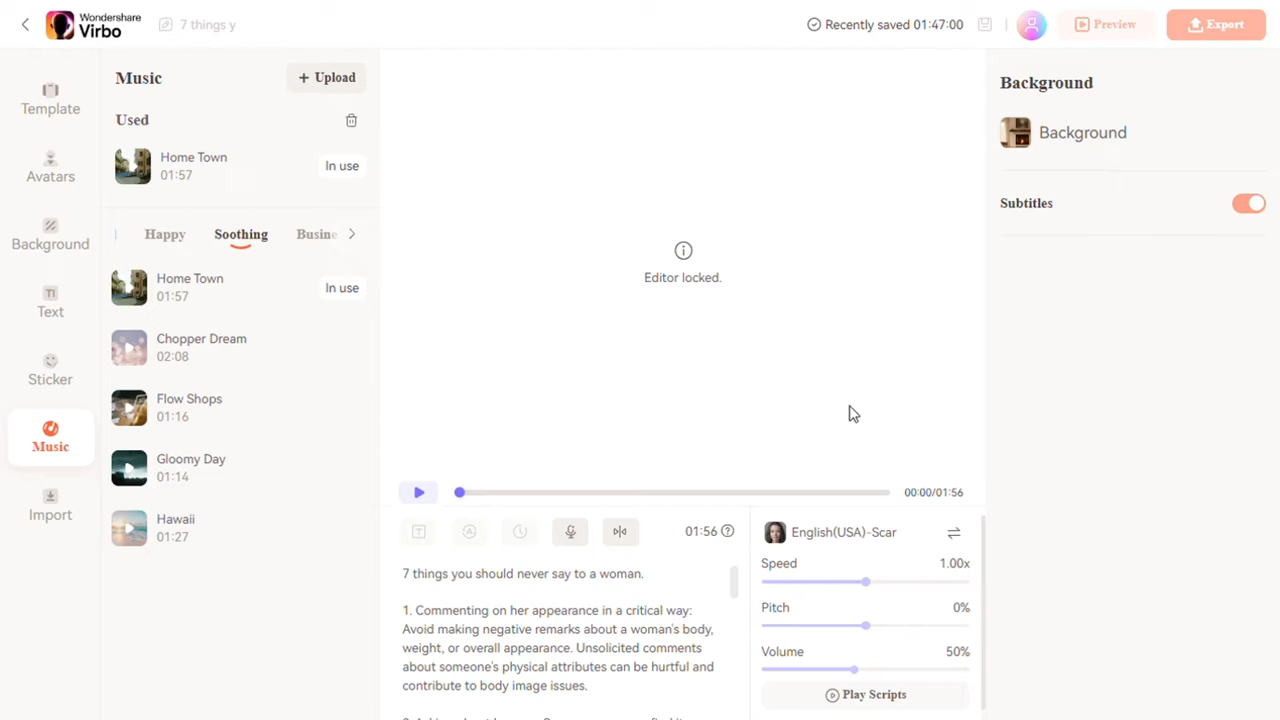 Wondershare
Virbo
7 things y
Recently saved 01:47:00
Preview
Export
Template
Avatars
Background
Text
Sticker
Music
Import
Music
+ Upload
Used
Home Town
01:57
In use
Happy
Soothing
Busine
Home Town
01:57
In use
Chopper Dream
02:08
Flow Shops
01:16
Gloomy Day
01:14
Hawaii
01:27
Editor locked.
00:00/01:56
01:56
7 things you should never say to a woman.
1. Commenting on her appearance in a critical way:
Avoid making negative remarks about a woman's body,
weight, or overall appearance. Unsolicited comments
about someone's physical attributes can be hurtful and
contribute to body image issues.
English(USA)-Scar
Speed
1.00x
Pitch
0%
Volume
50%
Play Scripts
Background
Background
Subtitles